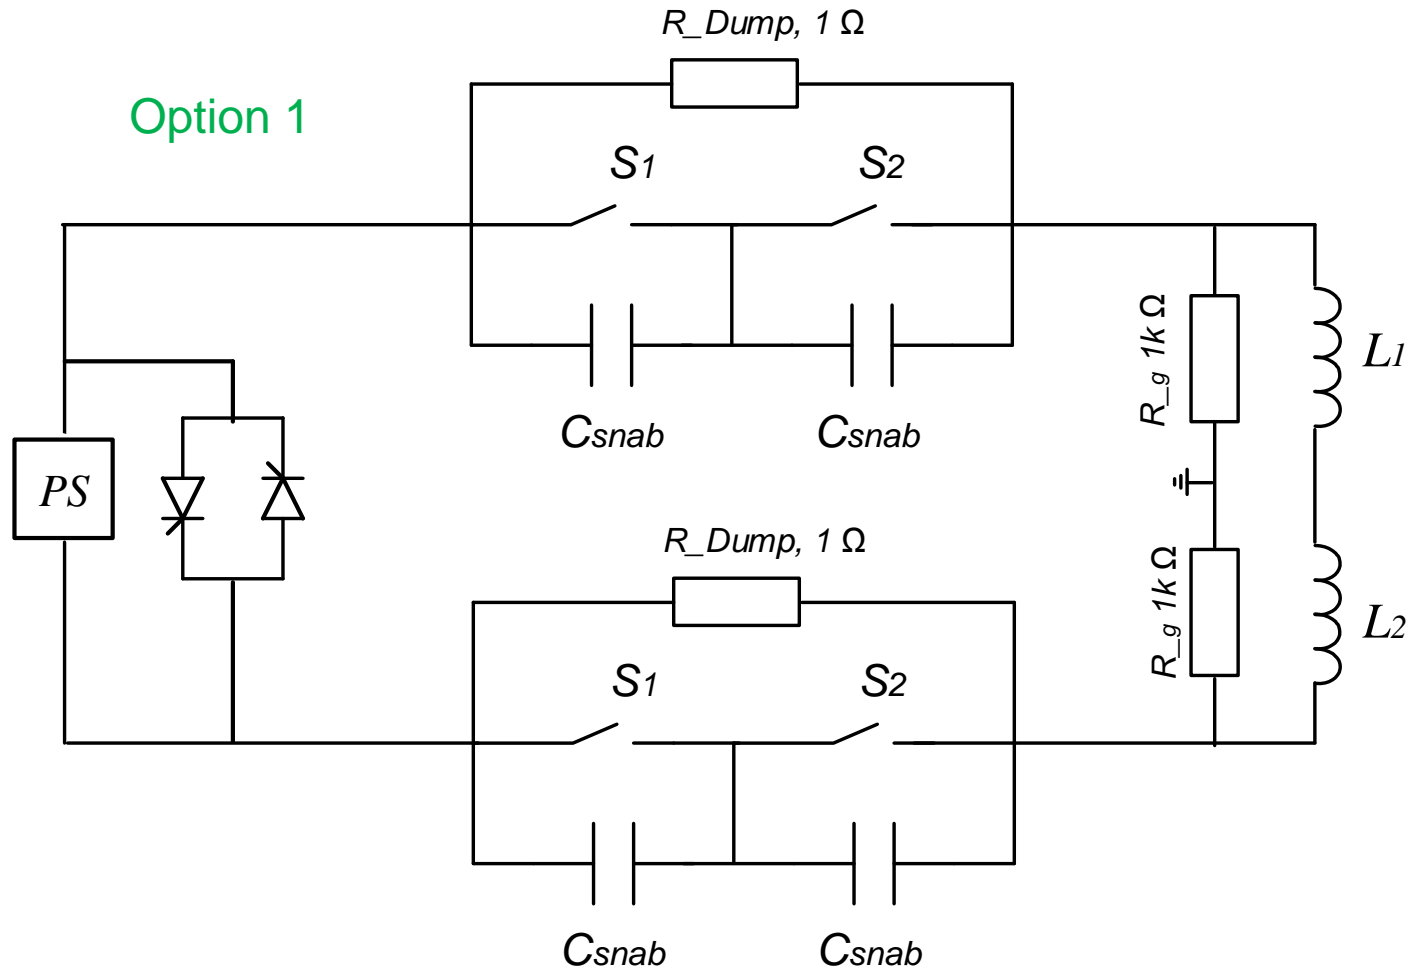 R_Dump, 1 Ω
Option 1
S1 S2
R_g 1k Ω
L1
Csnab Csnab
PS
R_Dump, 1 Ω
R_g 1k Ω
L2
S1 S2
Csnab Csnab